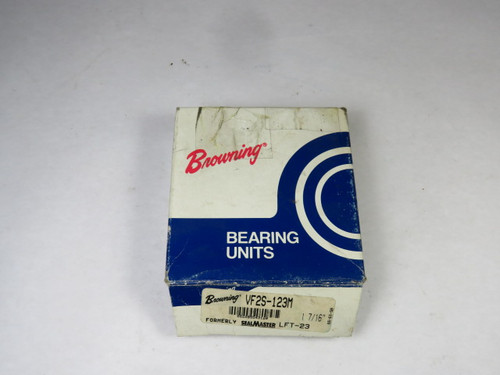 Browning
BEARING
UNITS
Browning VF2S-123M
1 7/16"
FORMERLY SEALMASTER LFT-23